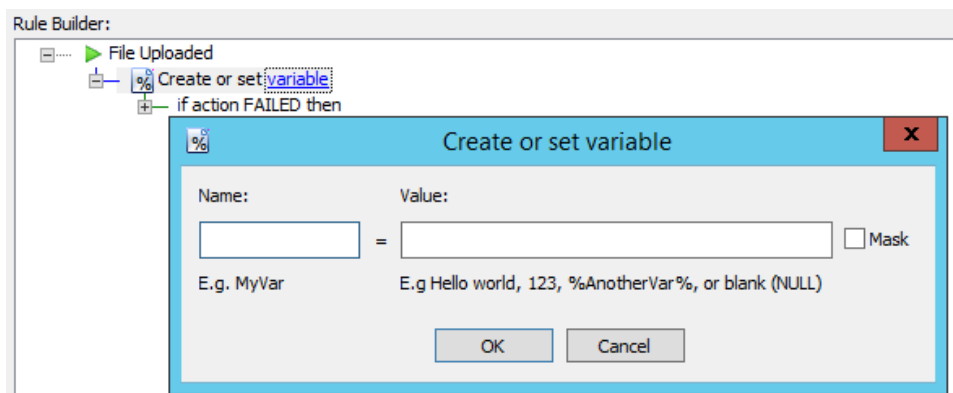 Rule Builder:
File Uploaded
Create or set variable
if action FAILED then
Create or set variable
x
Name: Value:
= Mask
E.g. MyVar E.g Hello world, 123, %AnotherVar%, or blank (NULL)
OK Cancel